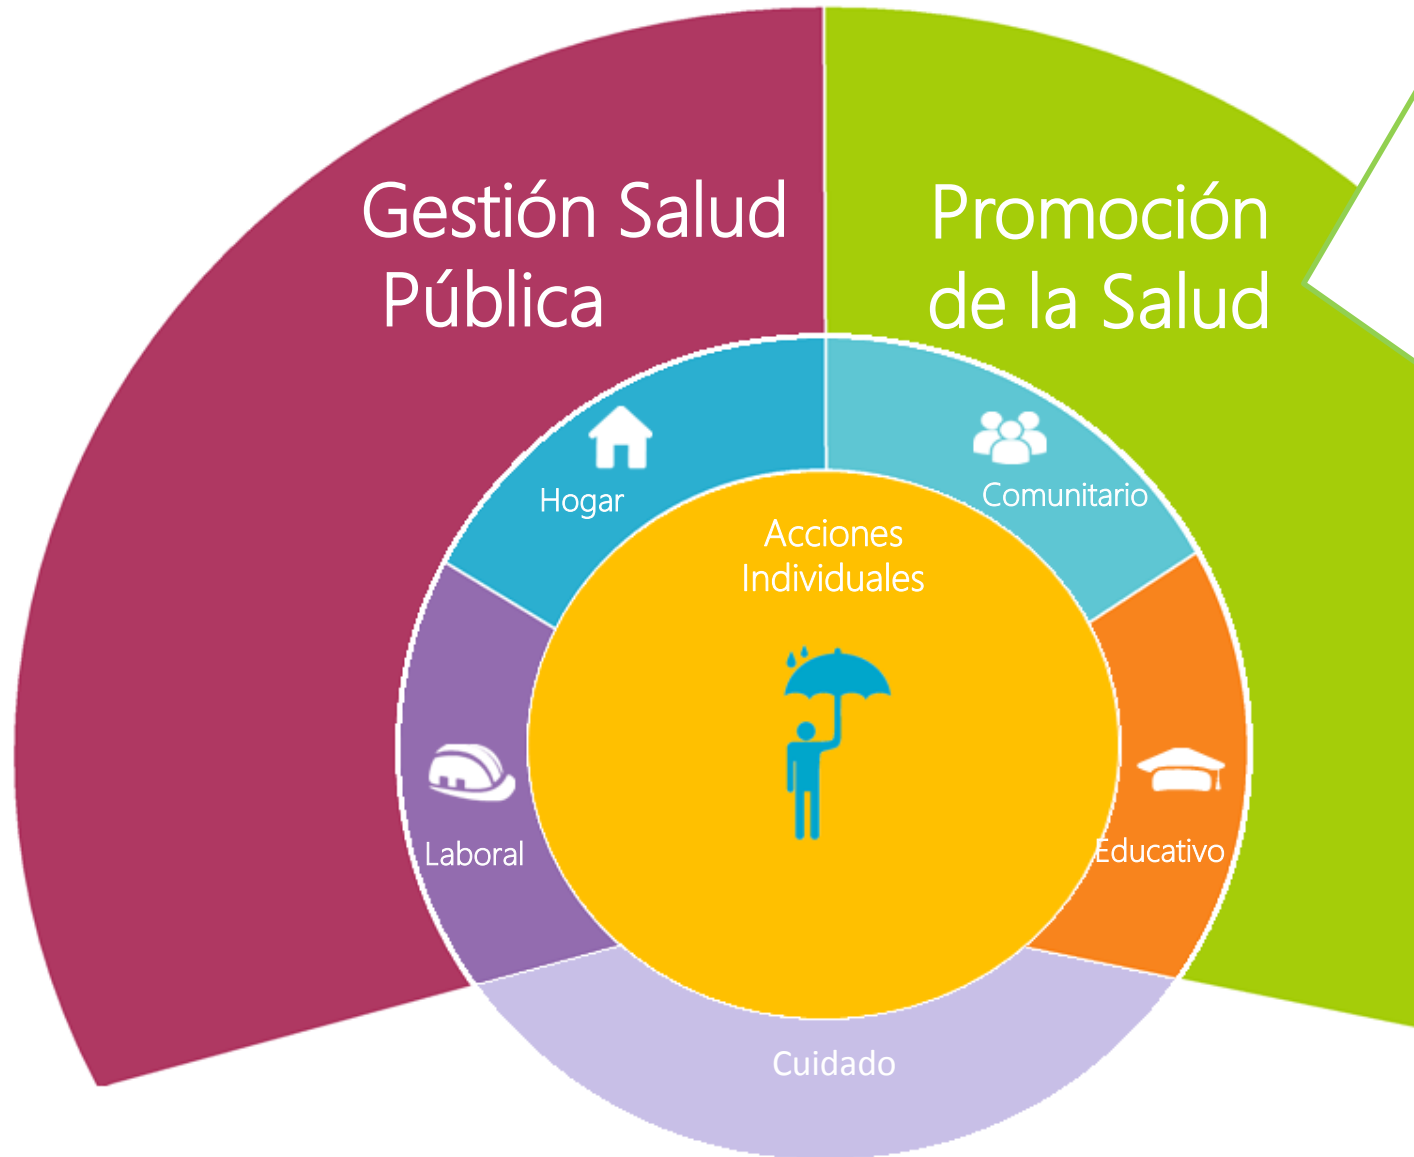 Gestión Salud
Pública
Promoción
de la Salud
Hogar
Comunitario
Acciones
Individuales
Laboral
Educativo
Cuidado